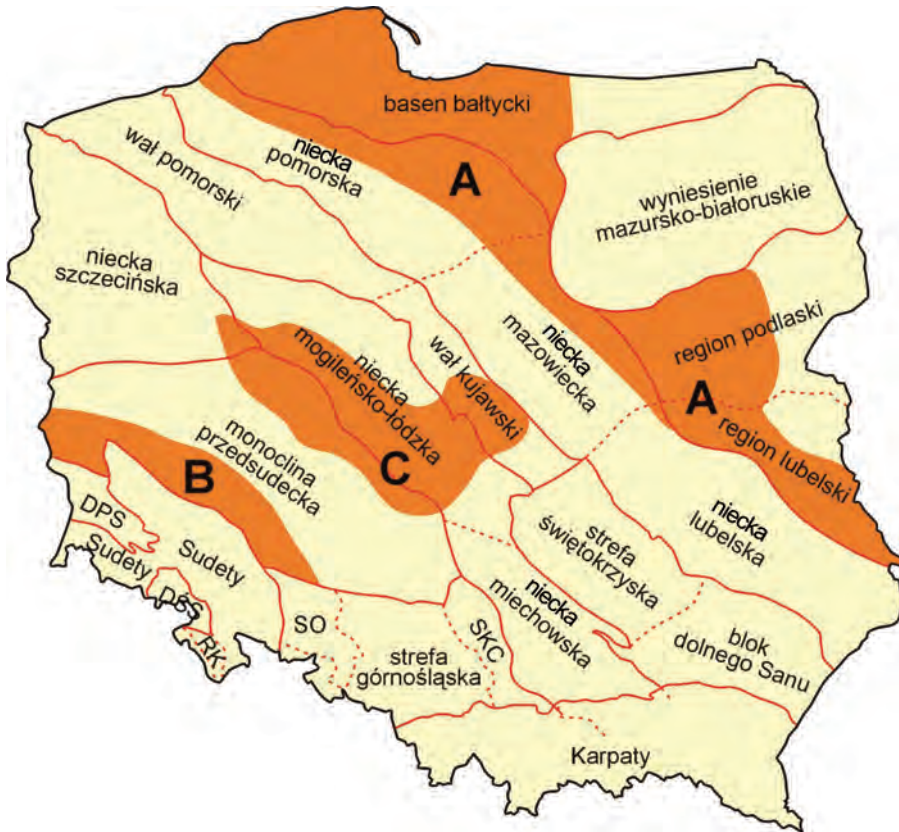 basen bałtycki
A
niecka
pomorska
wał pomorski
wyniesienie
mazursko-białoruskie
niecka
szczecińska
niecka
mogileńsko-łódzka
wał kujawski
niecka
mazowiecka
region podlaski
A
region lubelski
monoclina
przedsudecka
B
C
niecka
lubelska
DPS
Sudety
Sudety
DŚS
RK
SO
strefa
górnośląska
SKC
niecka
miechowska
strefa
świętokrzyska
blok
dolnego Sanu
Karpaty